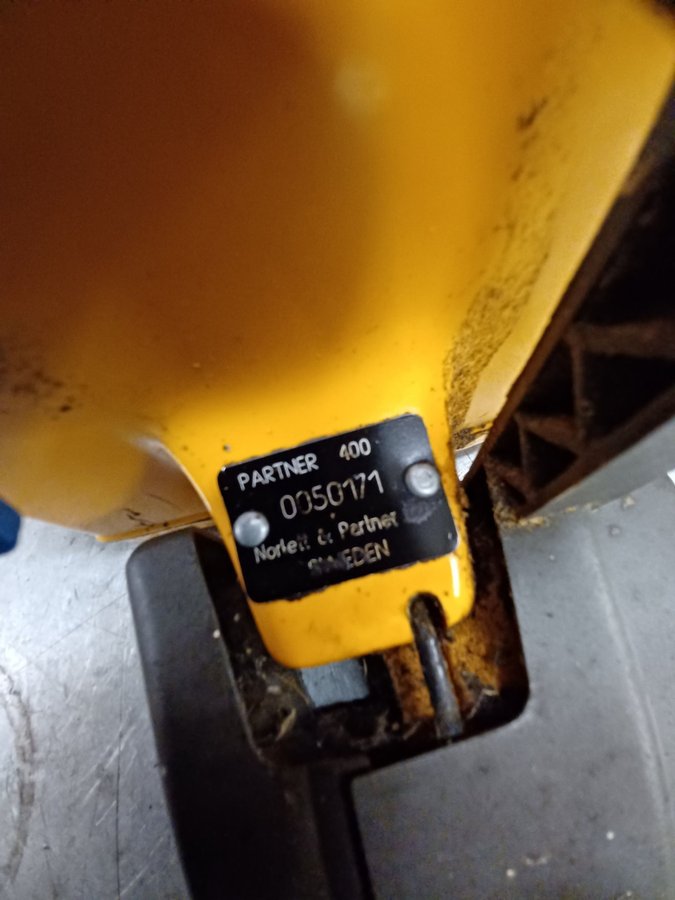 PARTNER 400
0050171
Norlett & Partner
SWEDEN